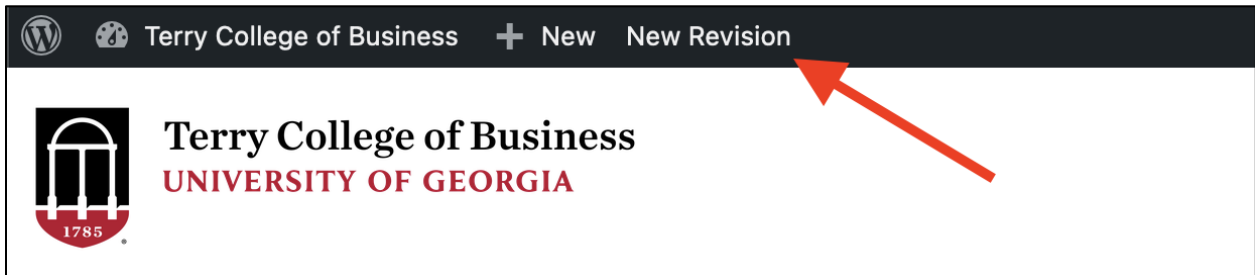 Terry College of Business + New New Revision
Terry College of Business
UNIVERSITY OF GEORGIA
1785